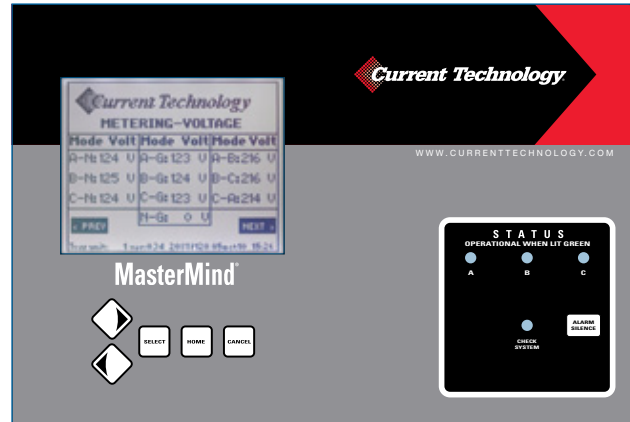 Current Technology
METERING-VOLTAGE
Mode Volt Mode Volt Mode Volt
A-N: 124 V A-G: 123 V A-B: 216 V
B-N: 125 V B-G: 124 V B-C: 216 V
C-N: 124 V C-G: 123 V C-A: 214 V
N-G: 0 V
< PREV
NEXT >
MasterMind
SELECT
HOME
CANCEL
Current Technology
WWW.CURRENTTECHNOLOGY.COM
STATUS
OPERATIONAL WHEN LIT GREEN
A B C
CHECK
SYSTEM
ALARM
SILENCE